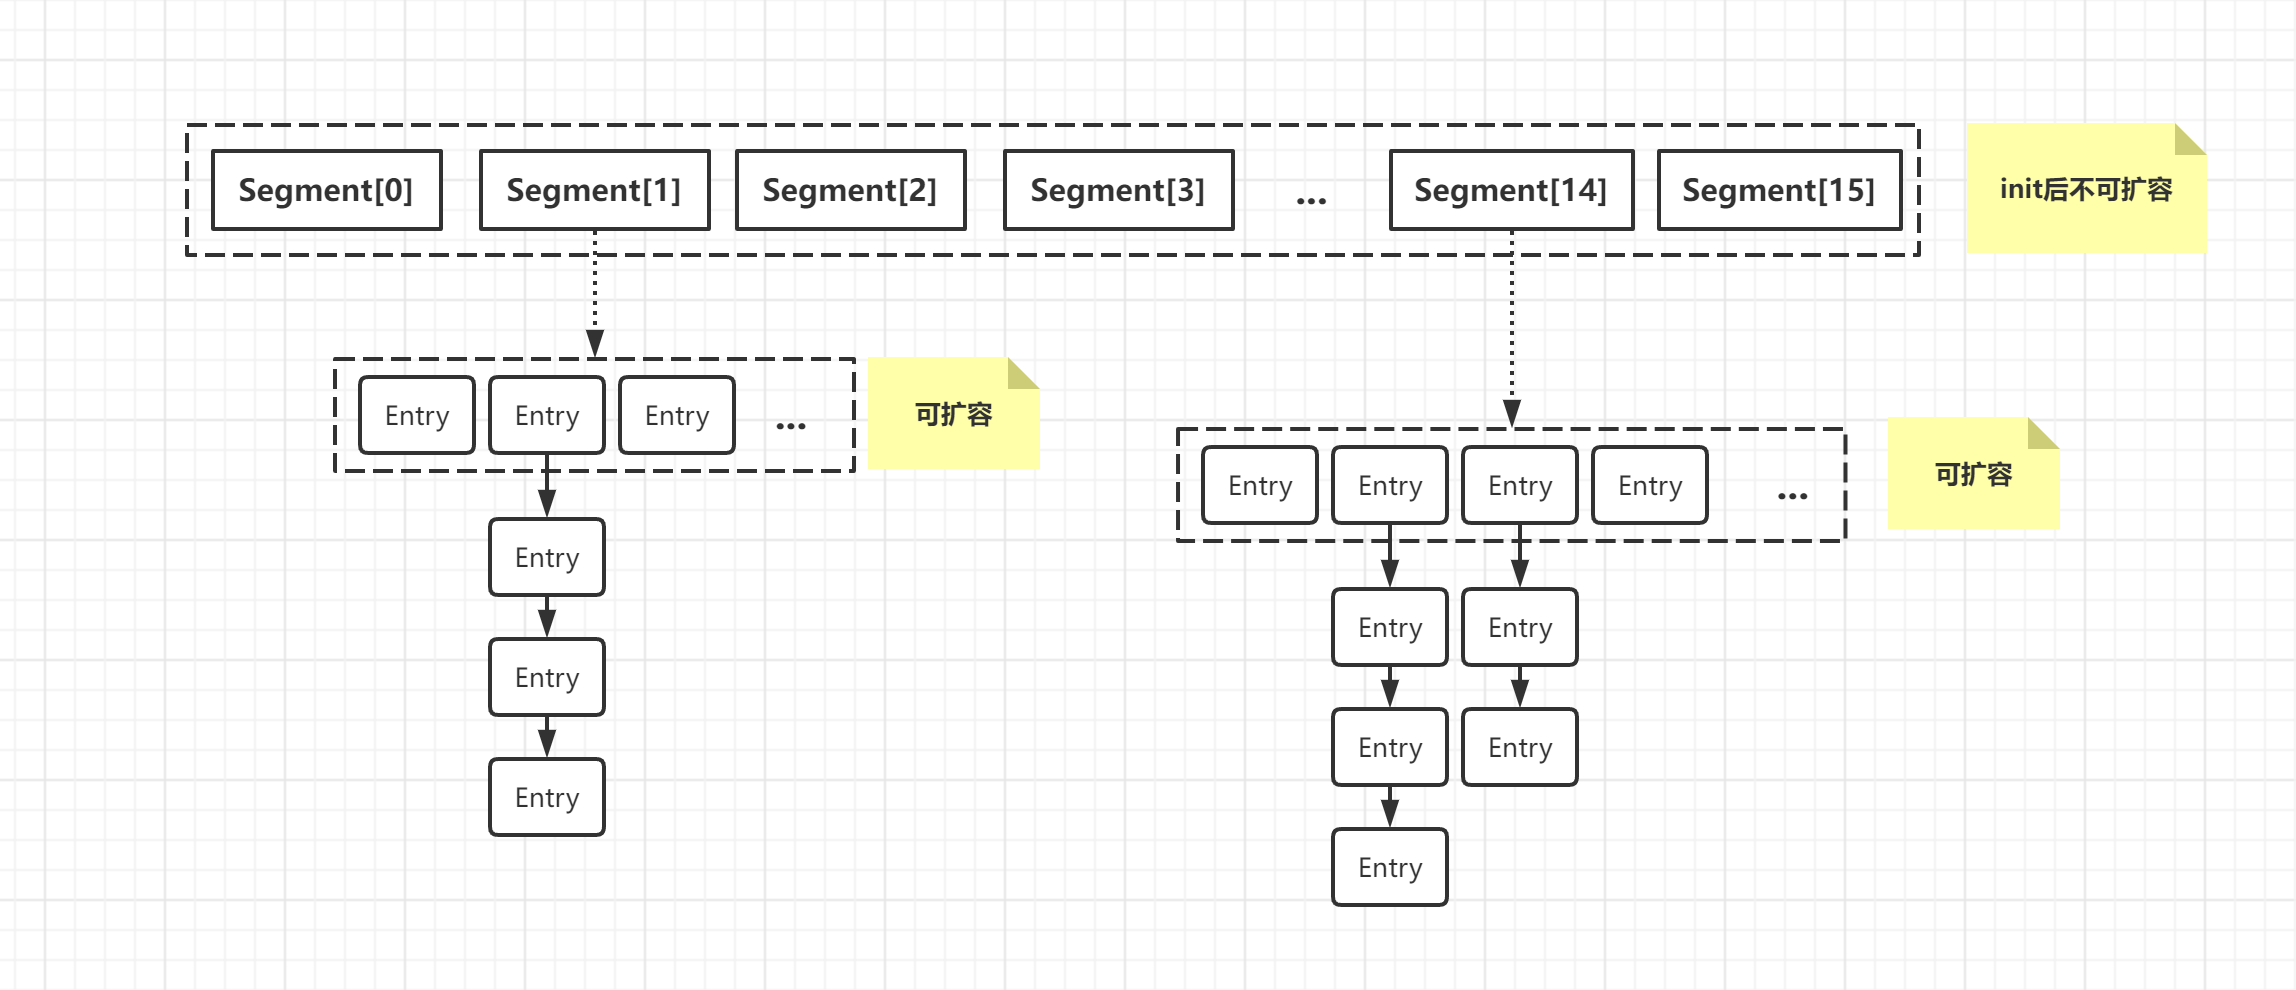 Segment[0] Segment[1] Segment[2] Segment[3] ... Segment[14] Segment[15]
init后不可扩容
Entry Entry Entry ...
可扩容
Entry
Entry
Entry
Entry Entry Entry Entry ...
可扩容
Entry Entry
Entry Entry
Entry